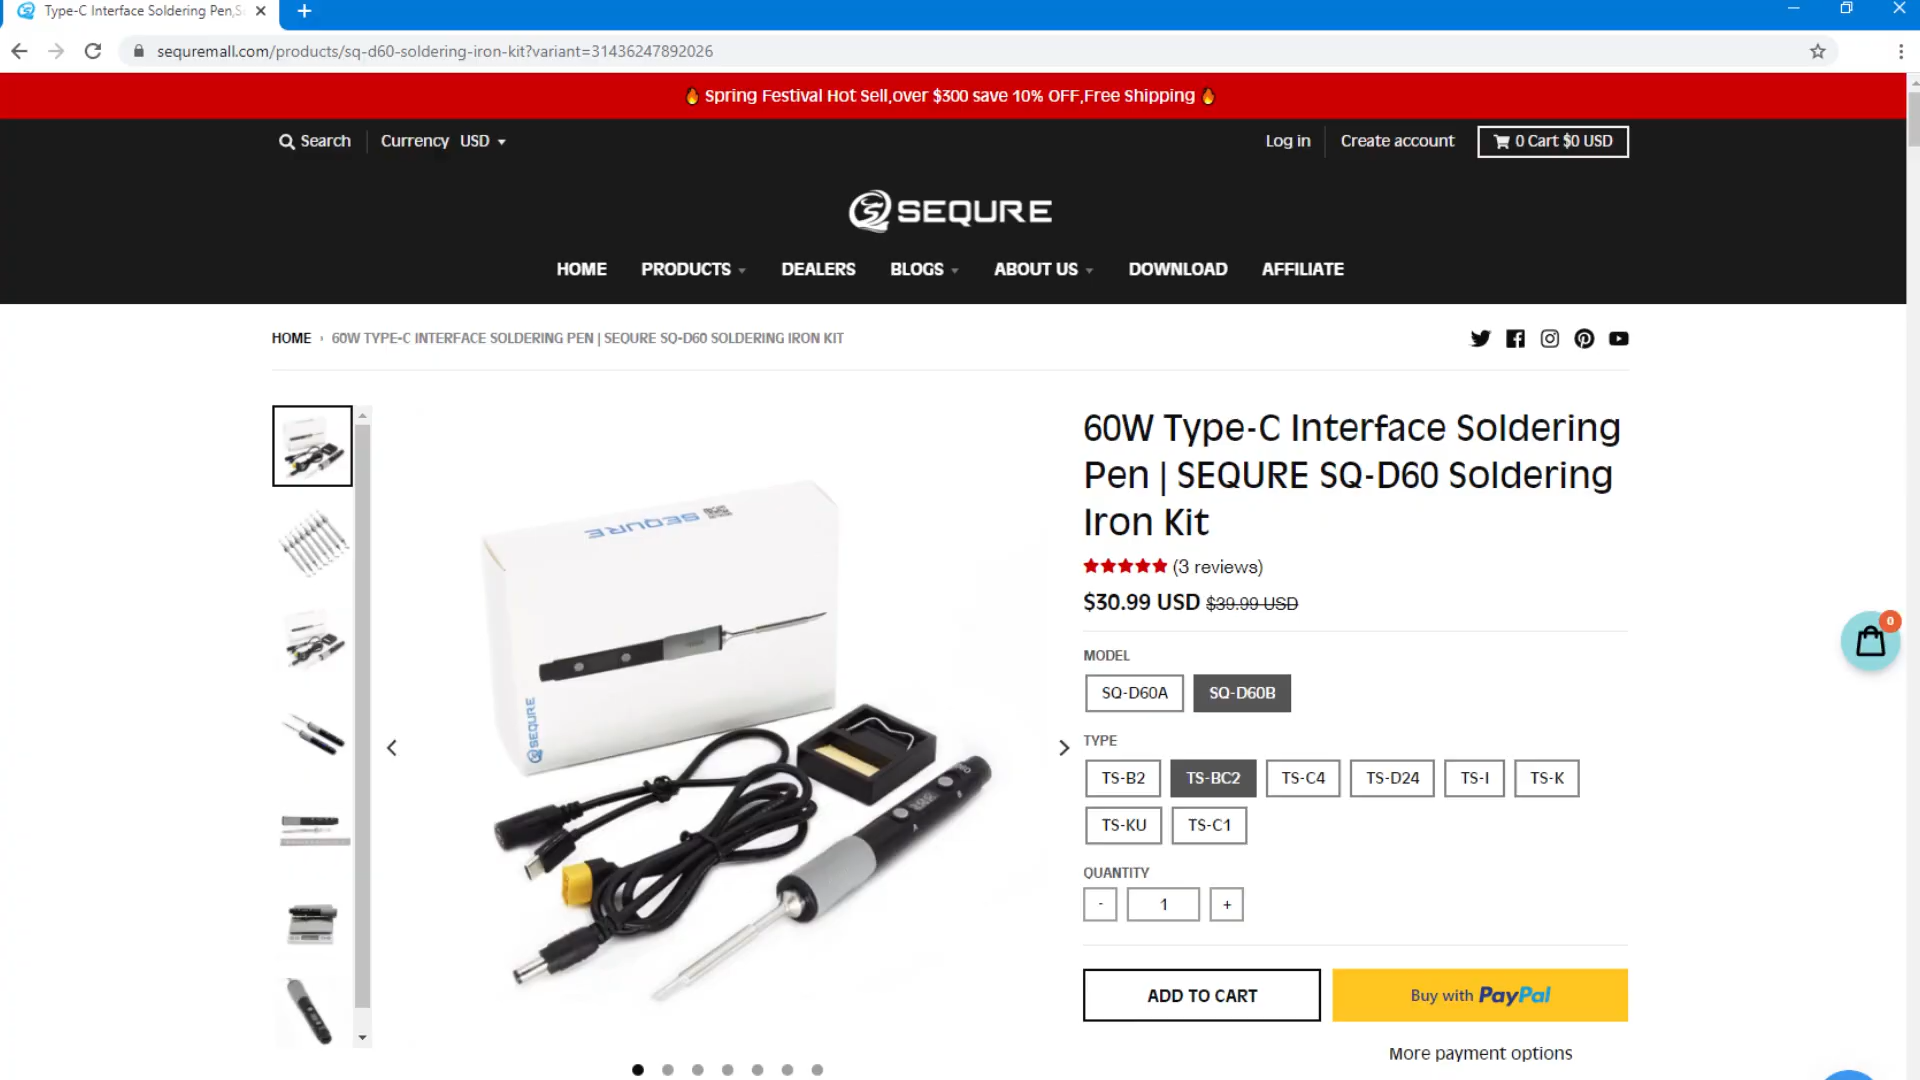 Type-C Interface Soldering Pen,S
sequremall.com/products/sq-d60-soldering-iron-kit?variant=31436247892026
🔥 Spring Festival Hot Sell,over $300 save 10% OFF,Free Shipping 🔥
Search
Currency USD
Log in
Create account
0 Cart $0 USD
SEQURE
HOME
PRODUCTS
DEALERS
BLOGS
ABOUT US
DOWNLOAD
AFFILIATE
HOME › 60W TYPE-C INTERFACE SOLDERING PEN | SEQURE SQ-D60 SOLDERING IRON KIT
SEQURE
SEQURE
A
B
60W Type-C Interface Soldering
Pen | SEQURE SQ-D60 Soldering
Iron Kit
(3 reviews)
$30.99 USD $39.99 USD
MODEL
SQ-D60A
SQ-D60B
TYPE
TS-B2
TS-BC2
TS-C4
TS-D24
TS-I
TS-K
TS-KU
TS-C1
QUANTITY
- 1 +
ADD TO CART
Buy with PayPal
More payment options
0